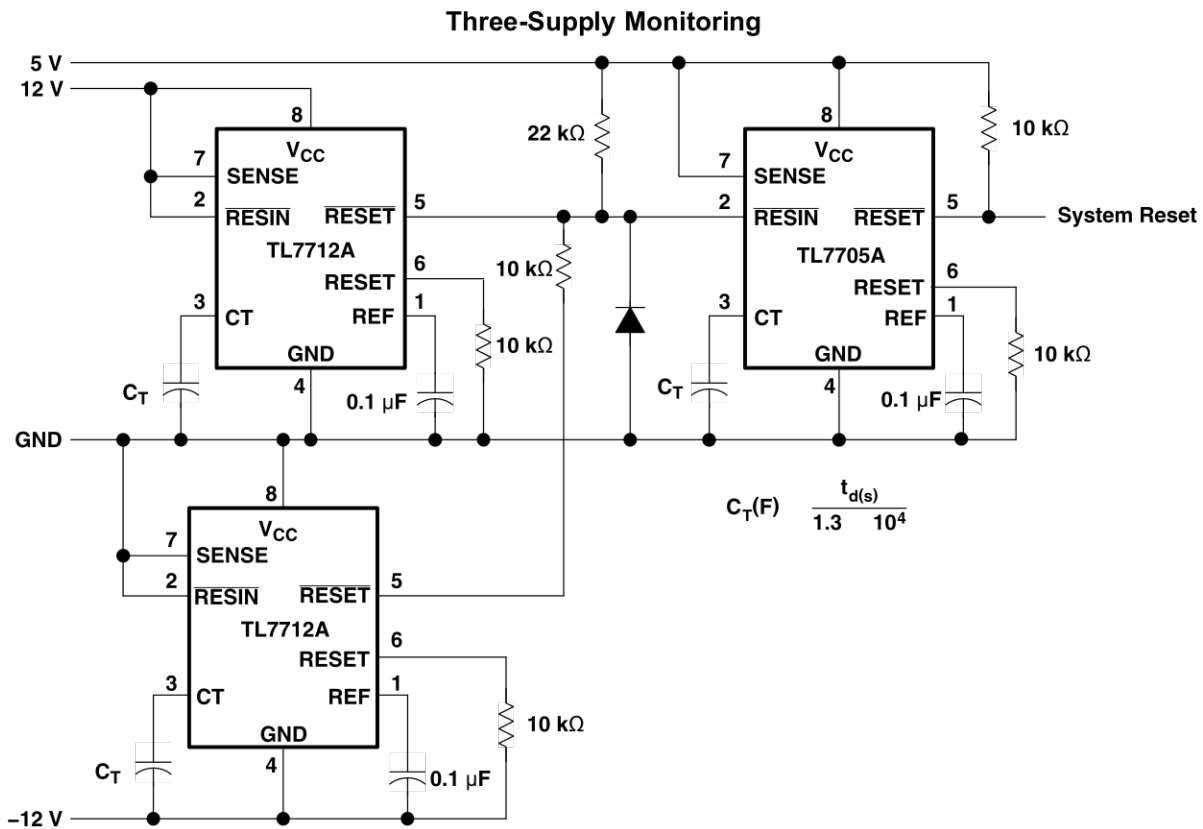 Three-Supply Monitoring
5 V
12 V
8
VCC
7
SENSE
2
RESIN
RESET
5
TL7712A
RESET
6
3
CT
REF
1
GND
4
CT
0.1 µF
10 kΩ
22 kΩ
10 kΩ
8
VCC
7
SENSE
2
RESIN
RESET
5
TL7705A
RESET
6
3
CT
REF
1
GND
4
CT
0.1 µF
10 kΩ
10 kΩ
System Reset
GND
8
VCC
7
SENSE
2
RESIN
RESET
5
TL7712A
RESET
6
3
CT
REF
1
GND
4
CT
0.1 µF
10 kΩ
–12 V
CT(F) td(s)
1.3 10⁴